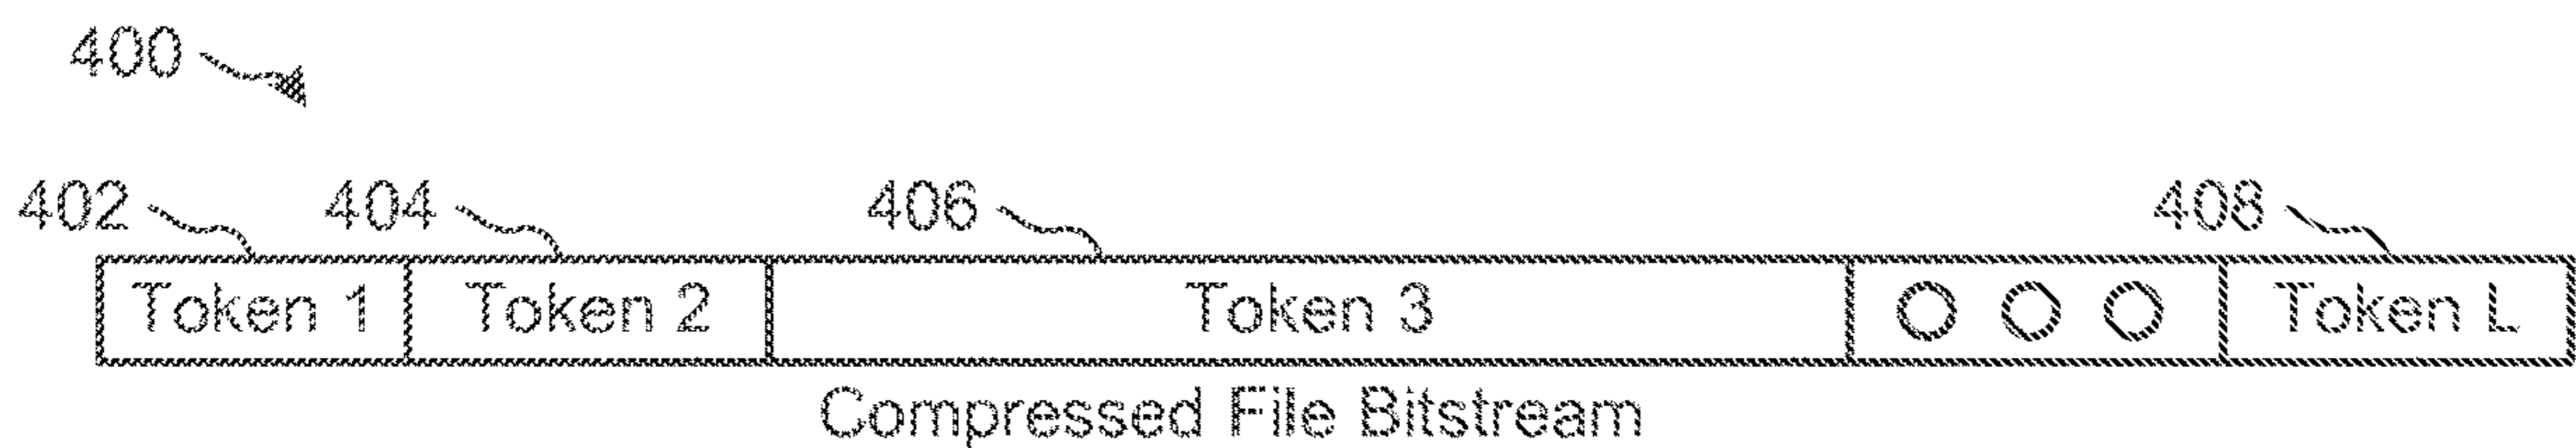 400
402 404 406 408
Token 1 Token 2 Token 3 O O O Token L
Compressed File Bitstream